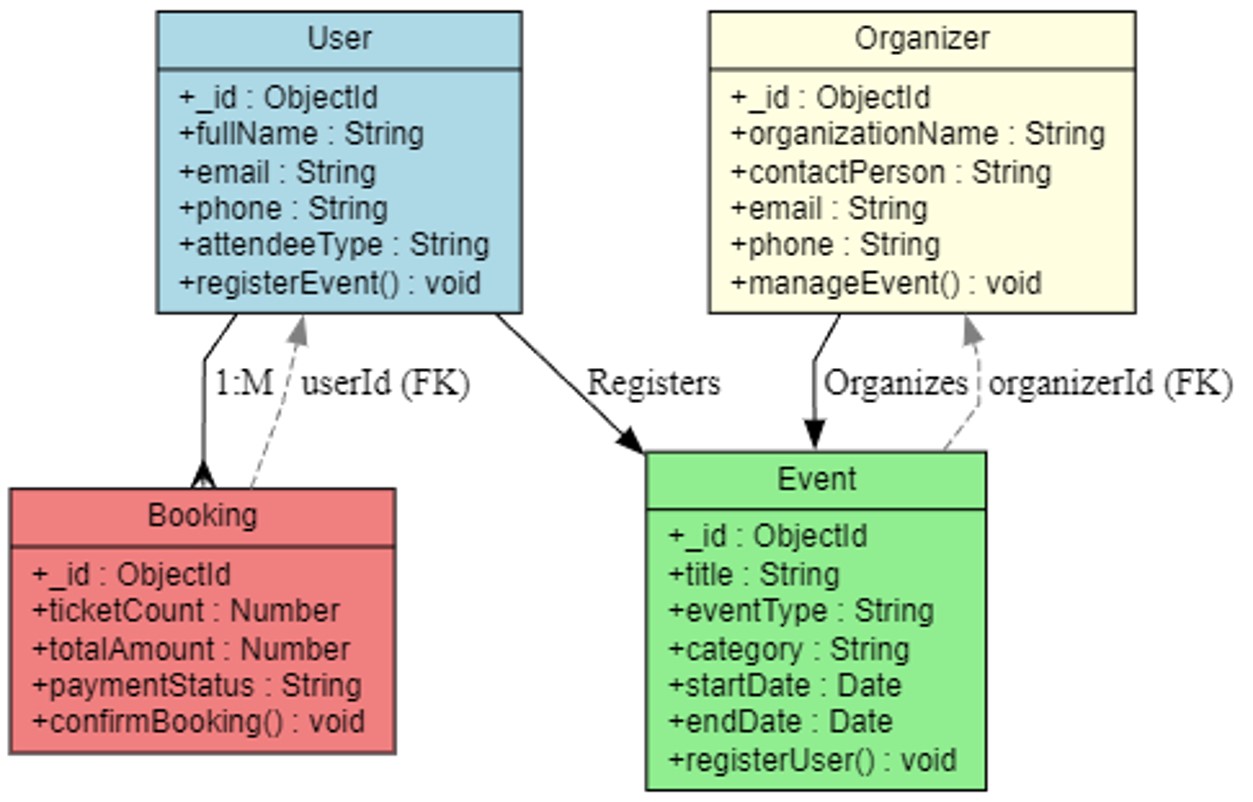 User
+_id : ObjectId
+fullName : String
+email : String
+phone : String
+attendeeType : String
+registerEvent() : void
Organizer
+_id : ObjectId
+organizationName : String
+contactPerson : String
+email : String
+phone : String
+manageEvent() : void
1:M
userId (FK)
Registers
Organizes
organizerId (FK)
Booking
+_id : ObjectId
+ticketCount : Number
+totalAmount : Number
+paymentStatus : String
+confirmBooking() : void
Event
+_id : ObjectId
+title : String
+eventType : String
+category : String
+startDate : Date
+endDate : Date
+registerUser() : void